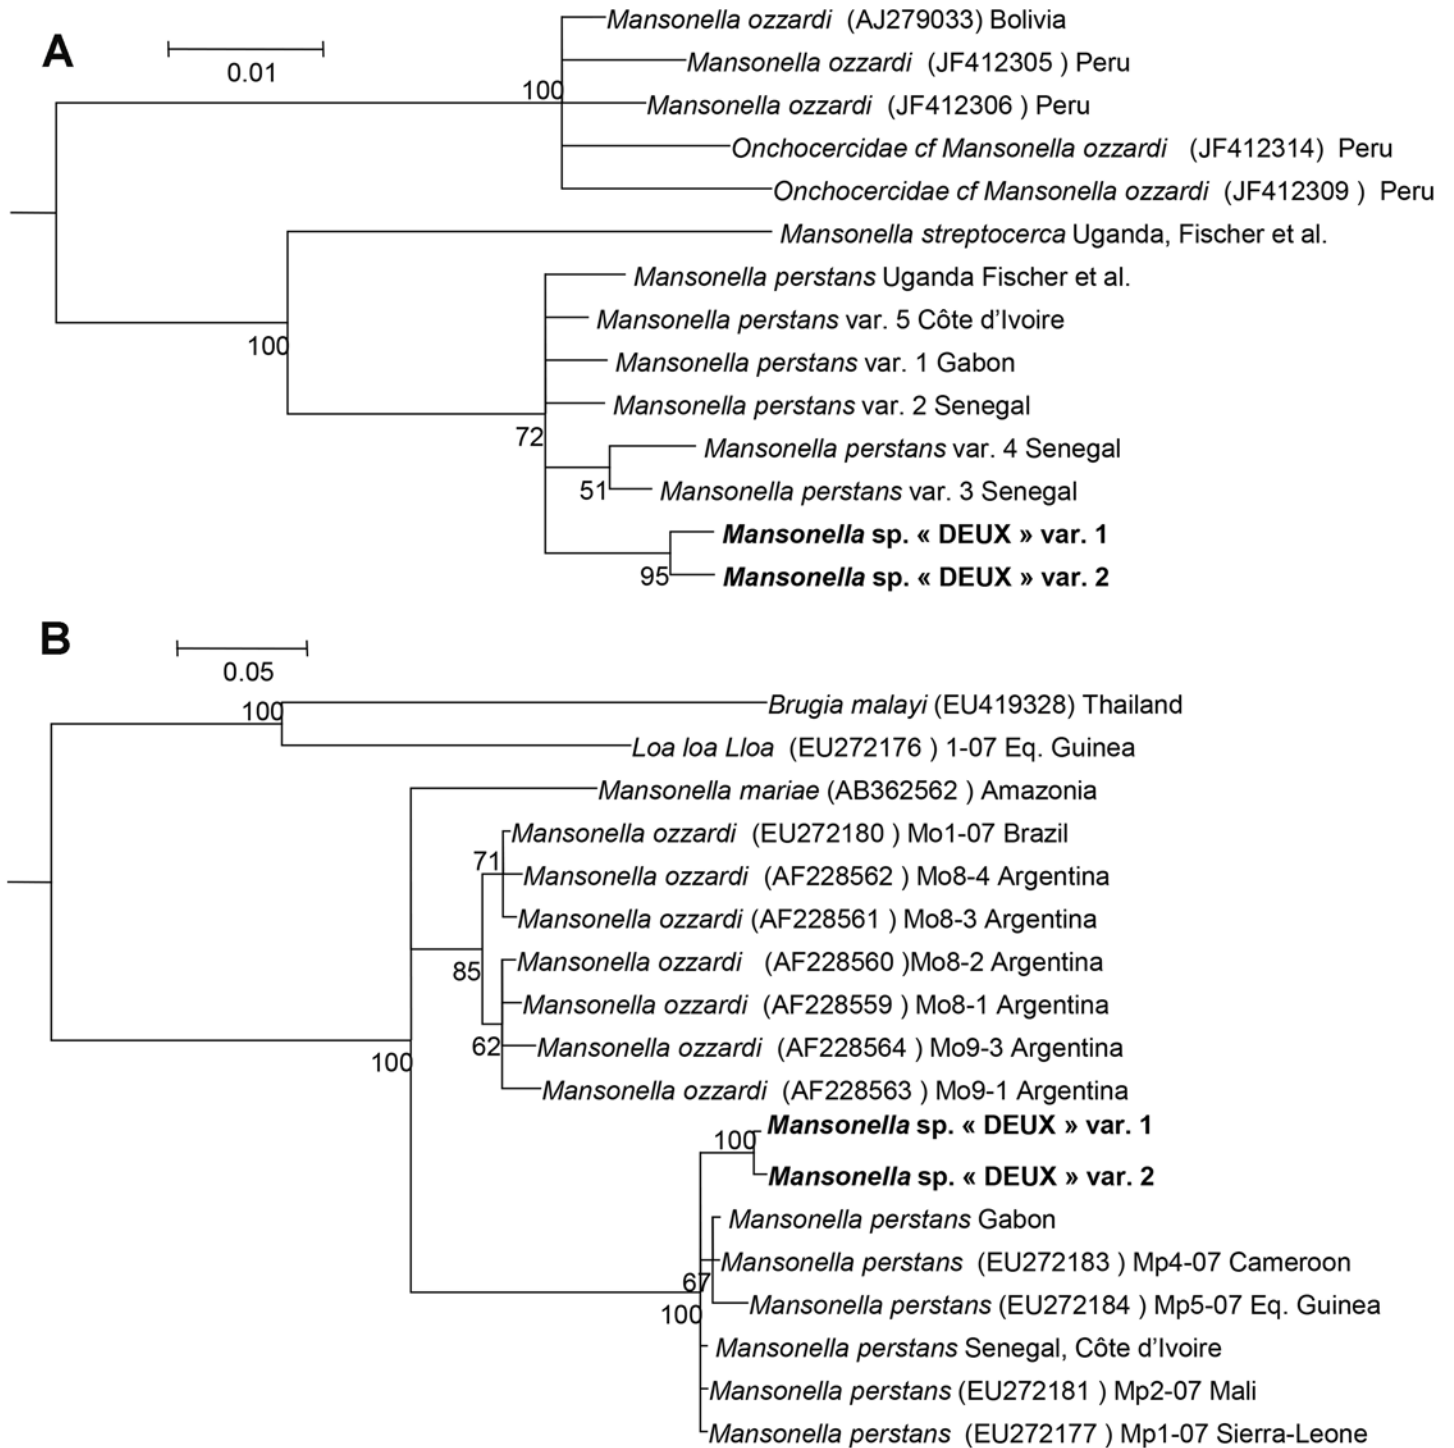 Mansonella ozzardi (AJ279033) Bolivia
A
0.01
Mansonella ozzardi (JF412305 ) Peru
100
Mansonella ozzardi (JF412306 ) Peru
Onchocercidae cf Mansonella ozzardi (JF412314) Peru
Onchocercidae cf Mansonella ozzardi (JF412309 ) Peru
Mansonella streptocerca Uganda, Fischer et al.
Mansonella perstans Uganda Fischer et al.
Mansonella perstans var. 5 Côte d’Ivoire
100
Mansonella perstans var. 1 Gabon
Mansonella perstans var. 2 Senegal
72
Mansonella perstans var. 4 Senegal
51
Mansonella perstans var. 3 Senegal
Mansonella sp. « DEUX » var. 1
95
Mansonella sp. « DEUX » var. 2
B
0.05
100
Brugia malayi (EU419328) Thailand
Loa loa Lloa (EU272176 ) 1-07 Eq. Guinea
Mansonella mariae (AB362562 ) Amazonia
Mansonella ozzardi (EU272180 ) Mo1-07 Brazil
71
Mansonella ozzardi (AF228562 ) Mo8-4 Argentina
Mansonella ozzardi (AF228561 ) Mo8-3 Argentina
Mansonella ozzardi (AF228560 )Mo8-2 Argentina
85
Mansonella ozzardi (AF228559 ) Mo8-1 Argentina
62
Mansonella ozzardi (AF228564 ) Mo9-3 Argentina
100
Mansonella ozzardi (AF228563 ) Mo9-1 Argentina
Mansonella sp. « DEUX » var. 1
100
Mansonella sp. « DEUX » var. 2
Mansonella perstans Gabon
Mansonella perstans (EU272183 ) Mp4-07 Cameroon
67
Mansonella perstans (EU272184 ) Mp5-07 Eq. Guinea
100
Mansonella perstans Senegal, Côte d’Ivoire
Mansonella perstans (EU272181 ) Mp2-07 Mali
Mansonella perstans (EU272177 ) Mp1-07 Sierra-Leone